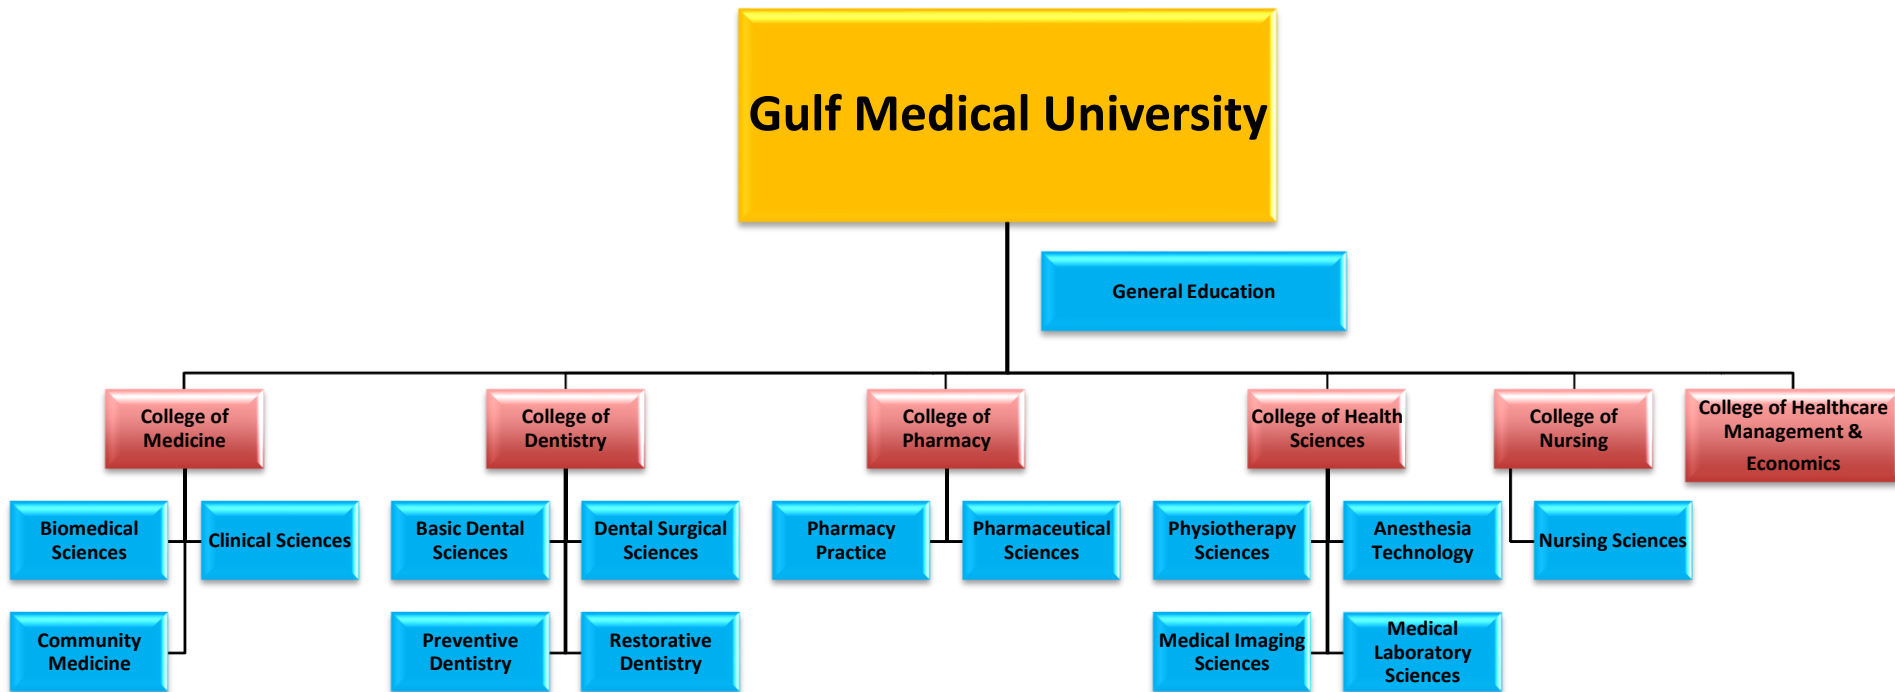 Gulf Medical University
General Education
College of
Medicine
College of
Dentistry
College of
Pharmacy
College of Health
Sciences
College of
Nursing
College of Healthcare
Management &
Economics
Biomedical
Sciences
Clinical Sciences
Basic Dental
Sciences
Dental Surgical
Sciences
Pharmacy
Practice
Pharmaceutical
Sciences
Physiotherapy
Sciences
Anesthesia
Technology
Nursing Sciences
Community
Medicine
Preventive
Dentistry
Restorative
Dentistry
Medical Imaging
Sciences
Medical
Laboratory
Sciences